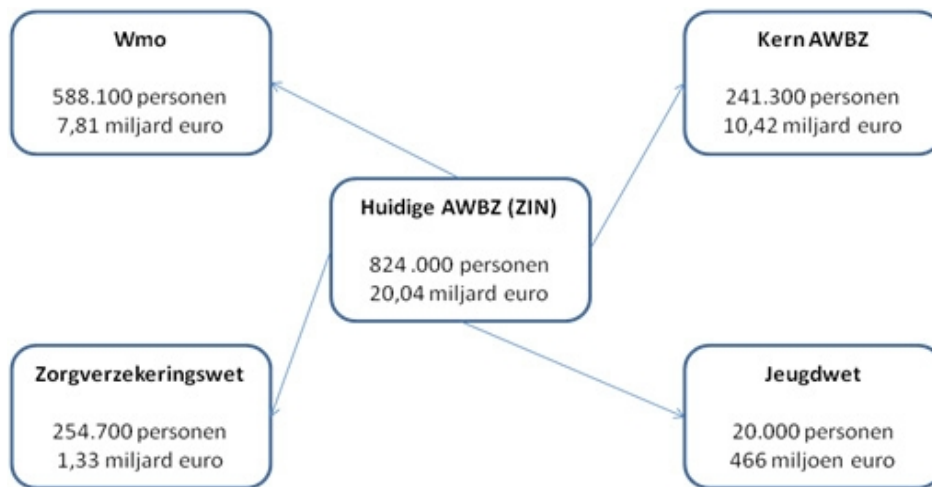 Wmo
588.100 personen
7,81 miljard euro
Kern AWBZ
241.300 personen
10,42 miljard euro
Huidige AWBZ (ZIN)
824 .000 personen
20,04 miljard euro
Zorgverzekeringswet
254.700 personen
1,33 miljard euro
Jeugdwet
20.000 personen
466 miljoen euro